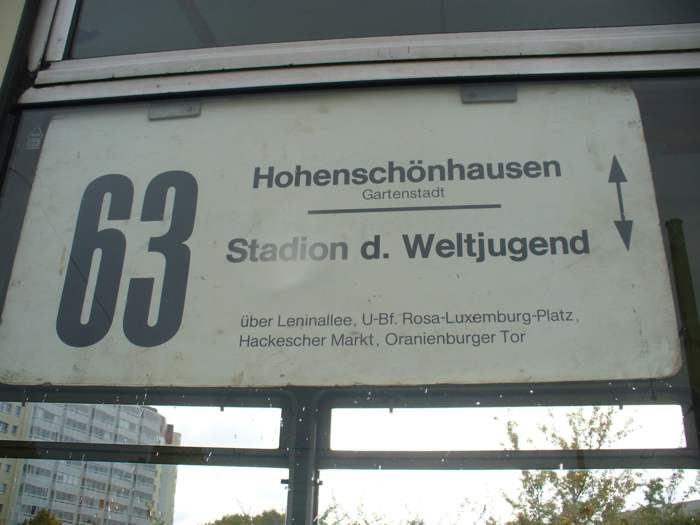 63
Hohenschönhausen
Gartenstadt
Stadion d. Weltjugend
über Leninallee, U-Bf. Rosa-Luxemburg-Platz,
Hackescher Markt, Oranienburger Tor